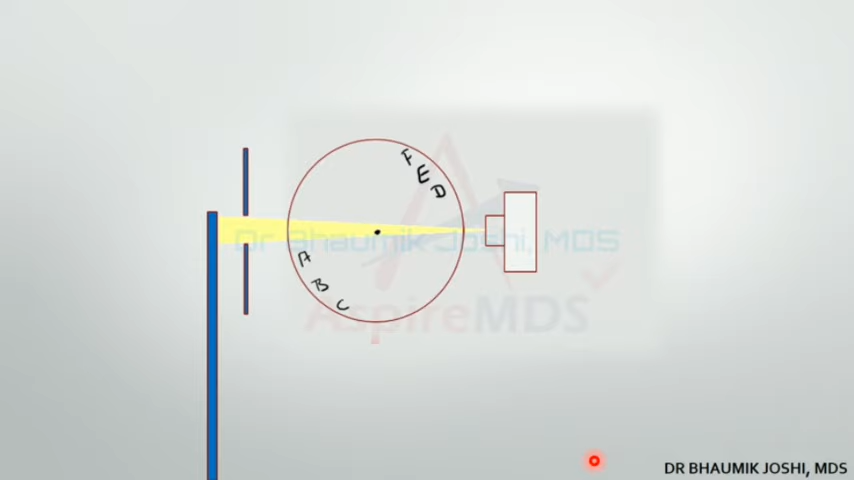 F
E
D
Dr Bhaumik Joshi, MDS
A
B
C
AspireMDS
DR BHAUMIK JOSHI, MDS